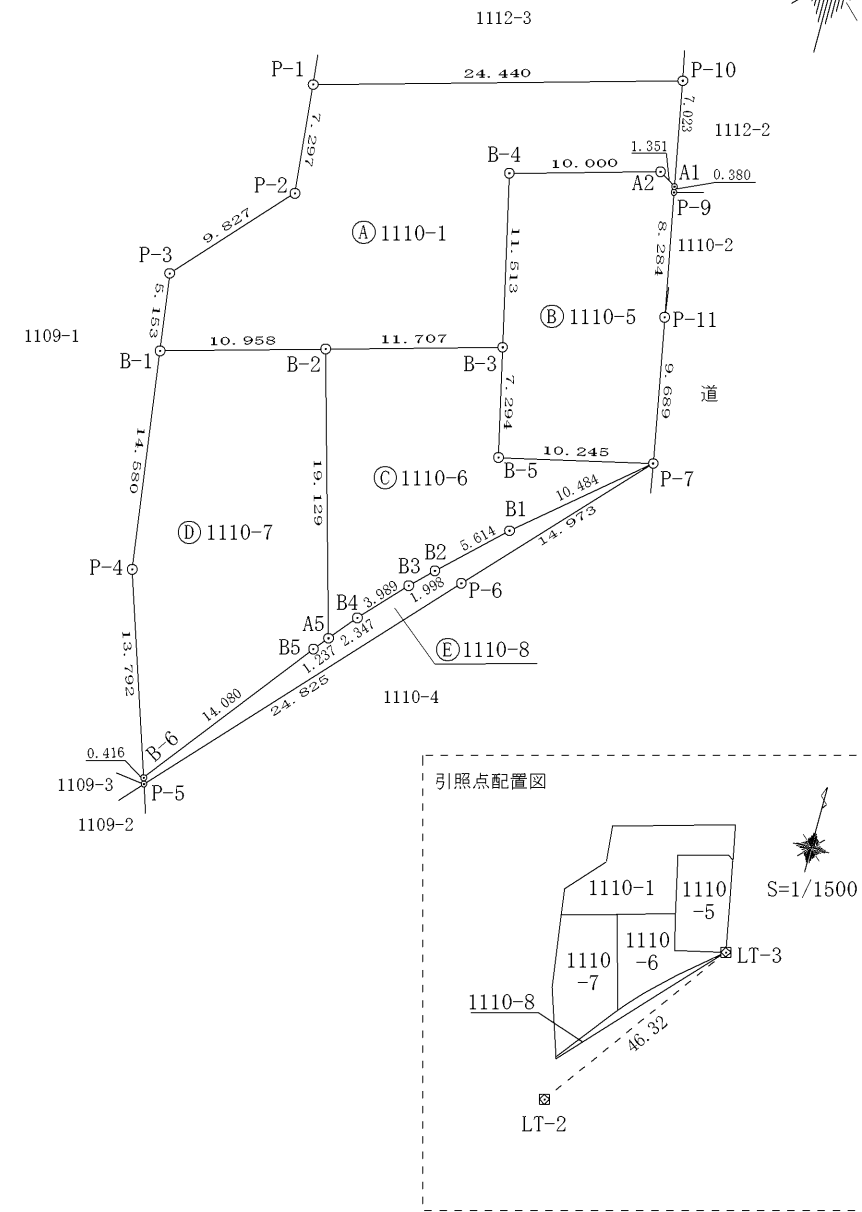 1112-3
P-1
24.440
P-10
7.297
7.023
1112-2
1.351
B-4
10.000
A2
A1
0.380
P-2
P-9
9.827
Ⓐ1110-1
8.284
1110-2
P-3
11.513
5.153
Ⓑ1110-5
P-11
1109-1
10.958
11.707
B-1
B-2
B-3
9.689
道
7.294
14.580
10.245
B-5
P-7
19.129
Ⓒ1110-6
10.484
B1
14.973
Ⓓ1110-7
5.614
P-4
B2
B3
P-6
3.989
1.998
B4
A5
B5
2.347
1.237
Ⓔ1110-8
13.792
24.825
14.080
1110-4
B-6
0.416
1109-3
P-5
1109-2
引照点配置図
1110-1
1110
-5
S=1/1500
1110
-6
1110
-7
LT-3
1110-8
46.32
LT-2